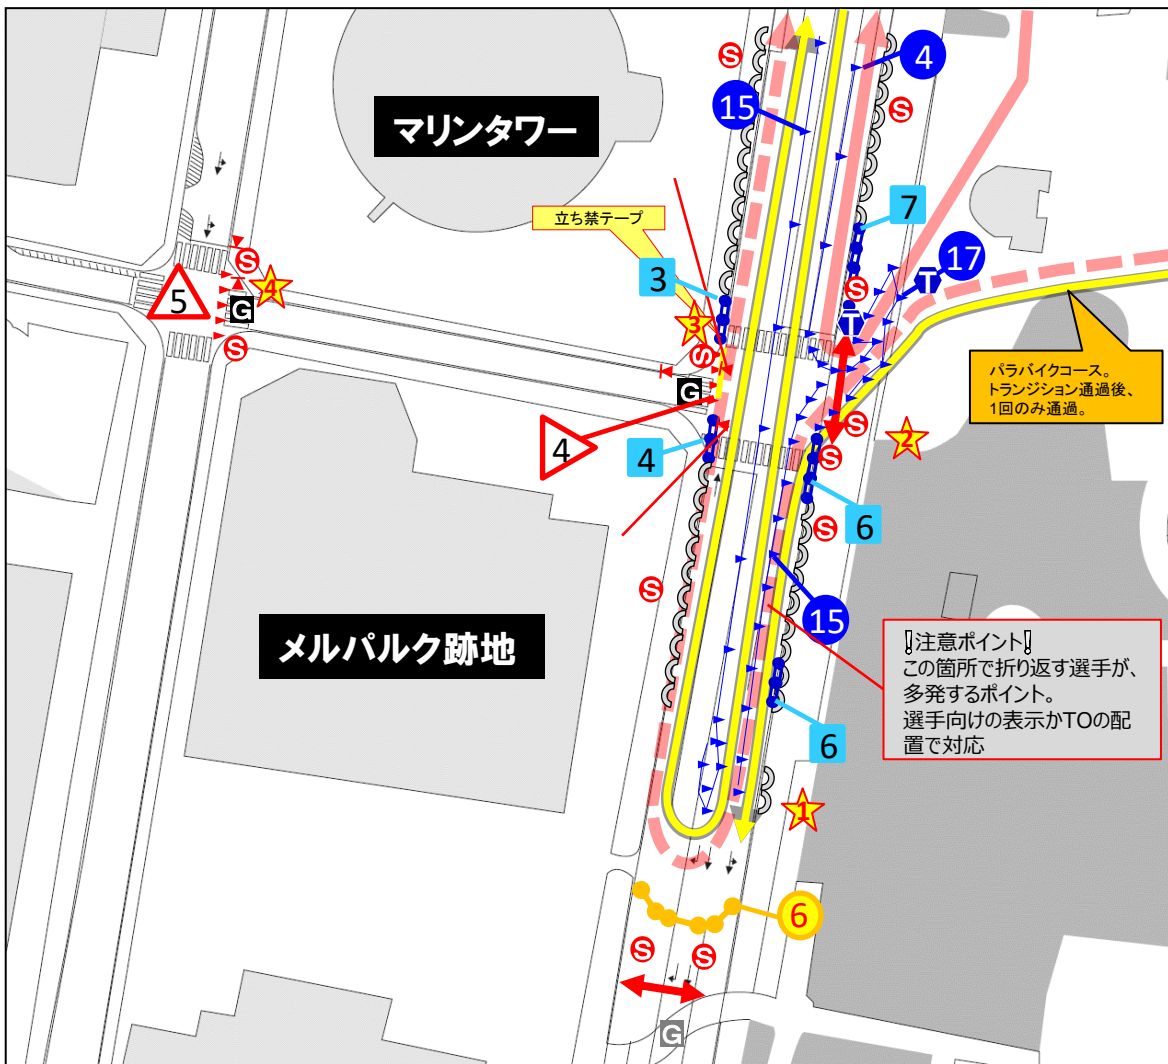 4
S
15
S
マリンタワー
7
立ち禁テープ
17
S
T
4
3
S
5
G
3
T
S
S
パラバイクコース。
トランジション通過後、
1回のみ通過。
G
4
4
S
2
S
6
S
S
15
メルパルク跡地
!注意ポイント!
この箇所で折り返す選手が、
多発するポイント。
選手向けの表示かTOの配
置で対応
6
1
6
S
S
G